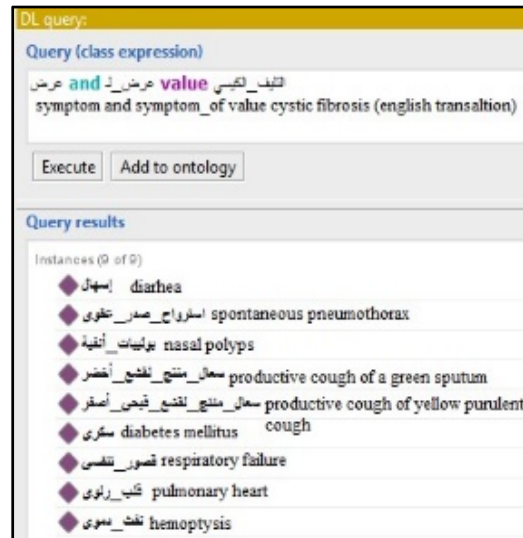 DL query:
Query (class expression)
عرض and عرض_لـ value التليف_الكيسي
symptom and symptom_of value cystic fibrosis (english transaltion)
Execute Add to ontology
Query results
Instances (9 of 9)
إسهال diarhea
استرواح_صدر_عفوي spontaneous pneumothorax
بوليبات_أنفية nasal polyps
سعال_منتج_لقشع_أخضر productive cough of a green sputum
سعال_منتج_لقشع_قيحي_أصفر productive cough of yellow purulent
cough
سكري diabetes mellitus
قصور_تنفسي respiratory failure
قلب_رئوي pulmonary heart
نفث_دموي hemoptysis